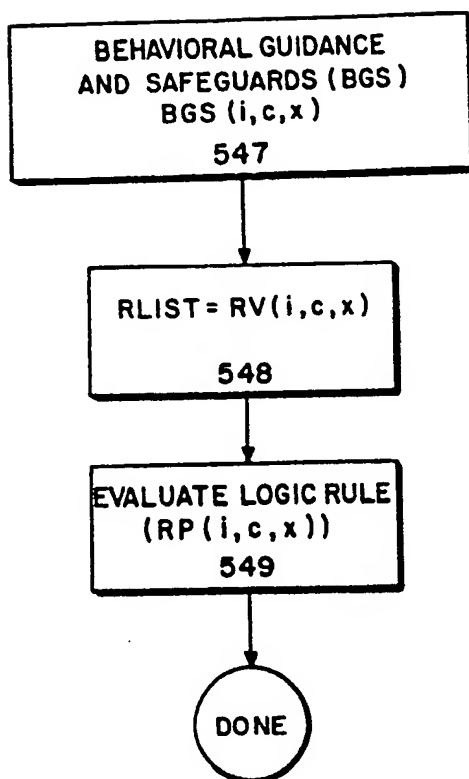 BEHAVIORAL GUIDANCE
AND SAFEGUARDS (BGS)
BGS (i,c,x)
547
RLIST = RV(i,c,x)
548
EVALUATE LOGIC RULE
(RP(i,c,x))
549
DONE